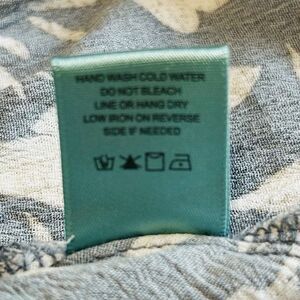 HAND WASH COLD WATER
DO NOT BLEACH
LINE OR HANG DRY
LOW IRON ON REVERSE
SIDE IF NEEDED